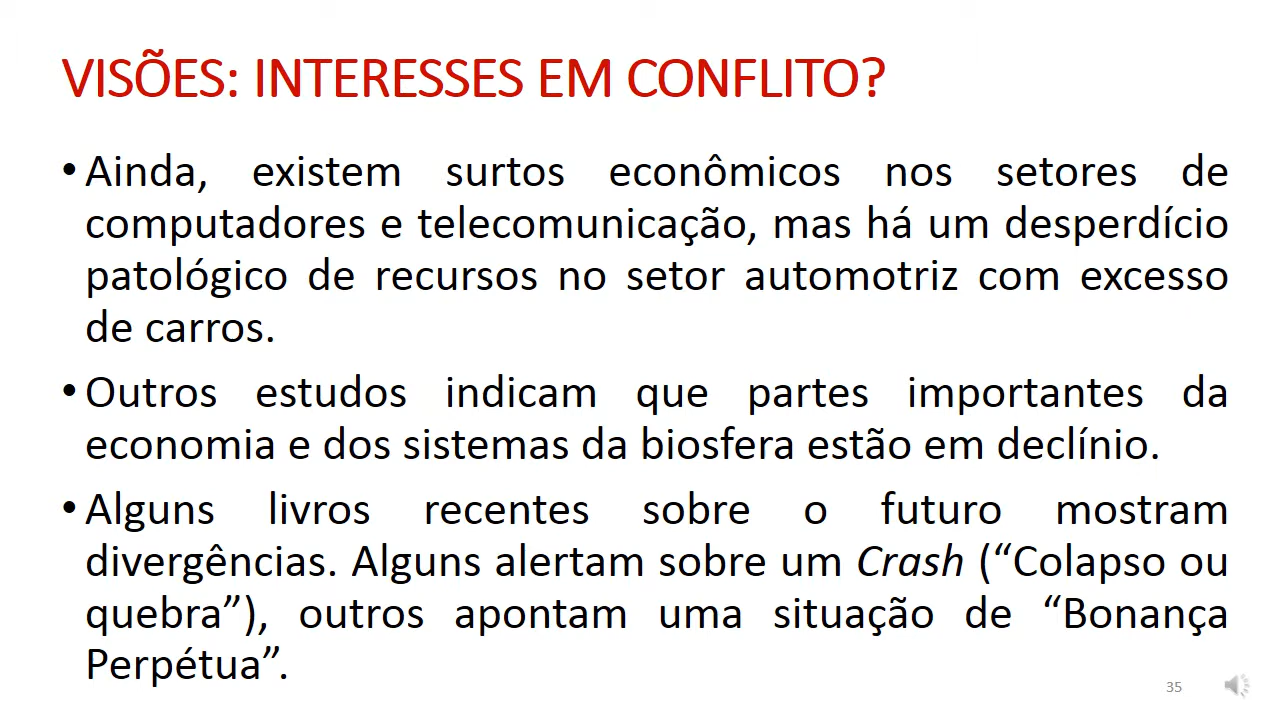 VISÕES: INTERESSES EM CONFLITO?
• Ainda, existem surtos econômicos nos setores de
computadores e telecomunicação, mas há um desperdício
patológico de recursos no setor automotriz com excesso
de carros.
• Outros estudos indicam que partes importantes da
economia e dos sistemas da biosfera estão em declínio.
• Alguns livros recentes sobre o futuro mostram
divergências. Alguns alertam sobre um Crash (“Colapso ou
quebra”), outros apontam uma situação de “Bonança
Perpétua”.
35